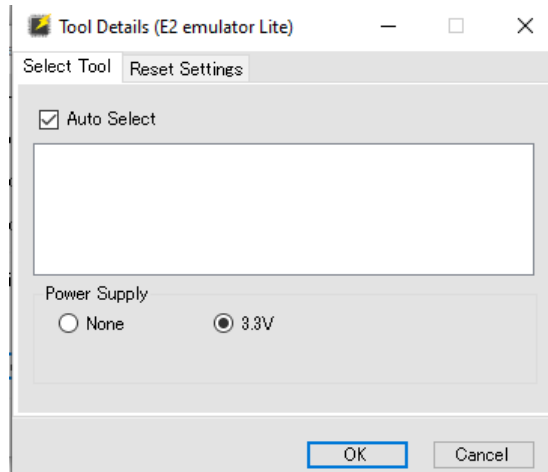 Tool Details (E2 emulator Lite)
Select Tool Reset Settings
Auto Select
Power Supply
None 3.3V
OK Cancel